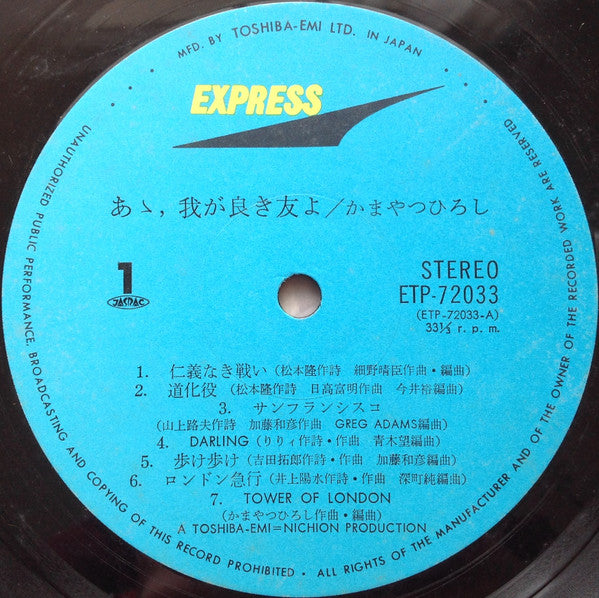 MFD. BY TOSHIBA-EMI LTD. IN JAPAN
EXPRESS
あゝ,我が良き友よ/かまやつひろし
1
JASRAC
STEREO
ETP-72033
(ETP-72033-A)
33⅓ r. p. m.
1. 仁義なき戦い (松本隆作詩 細野晴臣作曲・編曲)
2. 道化役 (松本隆作詩 日高富明作曲 今井裕編曲)
3. サンフランシスコ
(山上路夫作詩 加藤和彦作曲 GREG ADAMS編曲)
4. DARLING (りりィ作詩・作曲 青木望編曲)
5. 歩け歩け (吉田拓郎作詩・作曲 加藤和彦編曲)
6. ロンドン急行 (井上陽水作詩・作曲 深町純編曲)
7. TOWER OF LONDON
(かまやつひろし作曲・編曲)
A TOSHIBA-EMI=NICHION PRODUCTION
UNAUTHORIZED PUBLIC PERFORMANCE, BROADCASTING AND COPYING OF THIS RECORD PROHIBITED • ALL RIGHTS OF THE MANUFACTURER AND OF THE OWNER OF THE RECORDED WORK ARE RESERVED